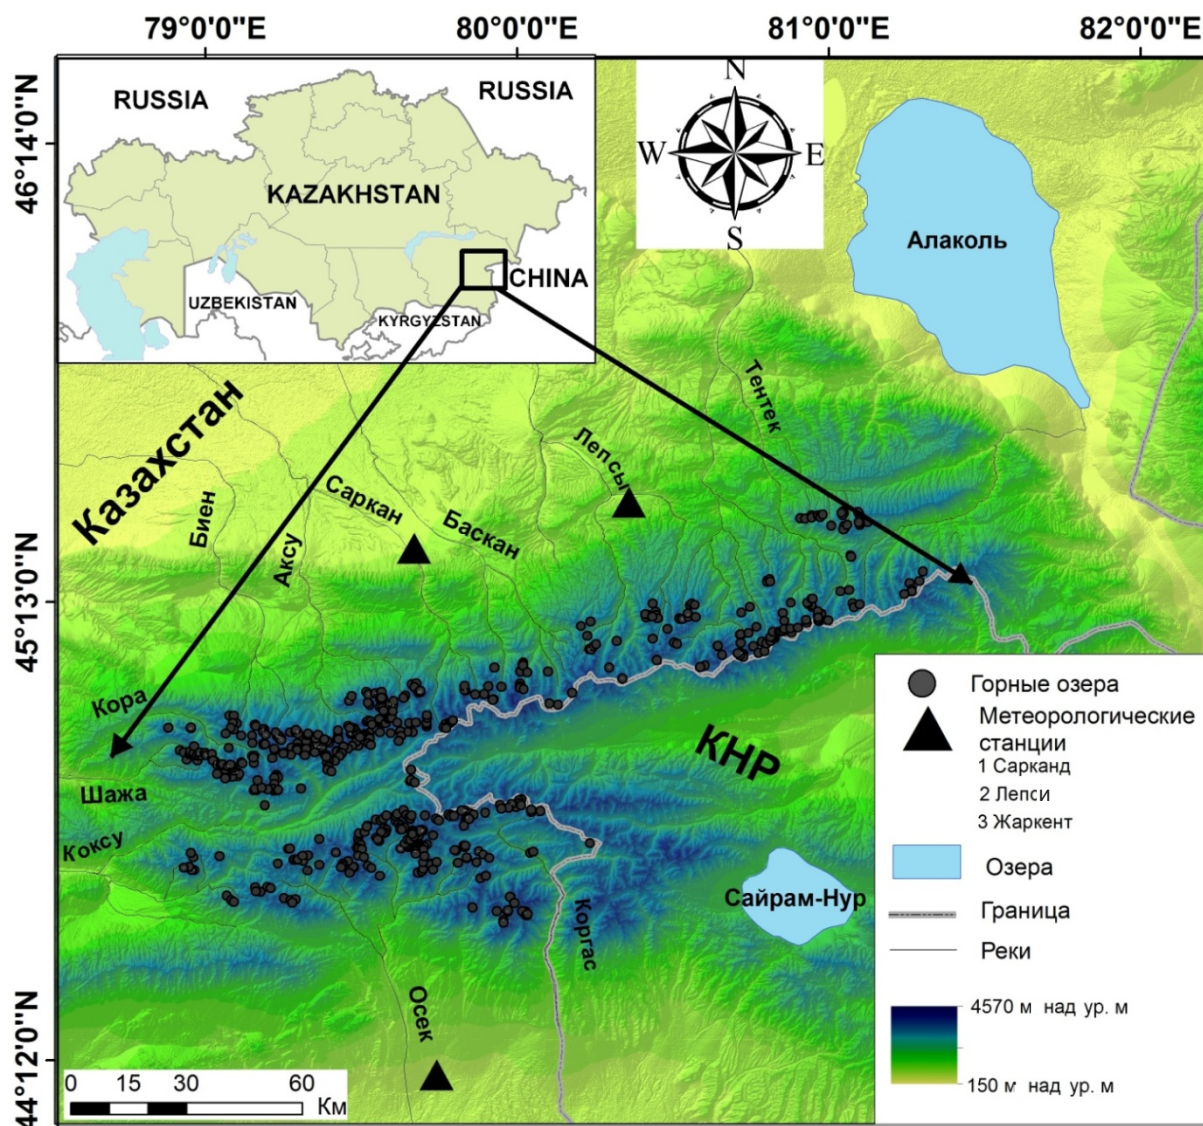 79°0'0"E
80°0'0"E
81°0'0"E
82°0'0"E
46°14'0"N
45°13'0"N
44°12'0"N
RUSSIA
RUSSIA
KAZAKHSTAN
CHINA
UZBEKISTAN
KYRGYZSTAN
N
W
E
S
Алаколь
Казахстан
Тентек
Лепсы
Биен
Саркан
Баскан
Аксу
Кора
Шажа
Коксу
КНР
Сайрам-Нур
Коргас
Осек
Горные озера
Метеорологические
станции
1 Сарканд
2 Лепси
3 Жаркент
Озера
Граница
Реки
4570 м над ур. м
150 м над ур. м
0 15 30 60
Км